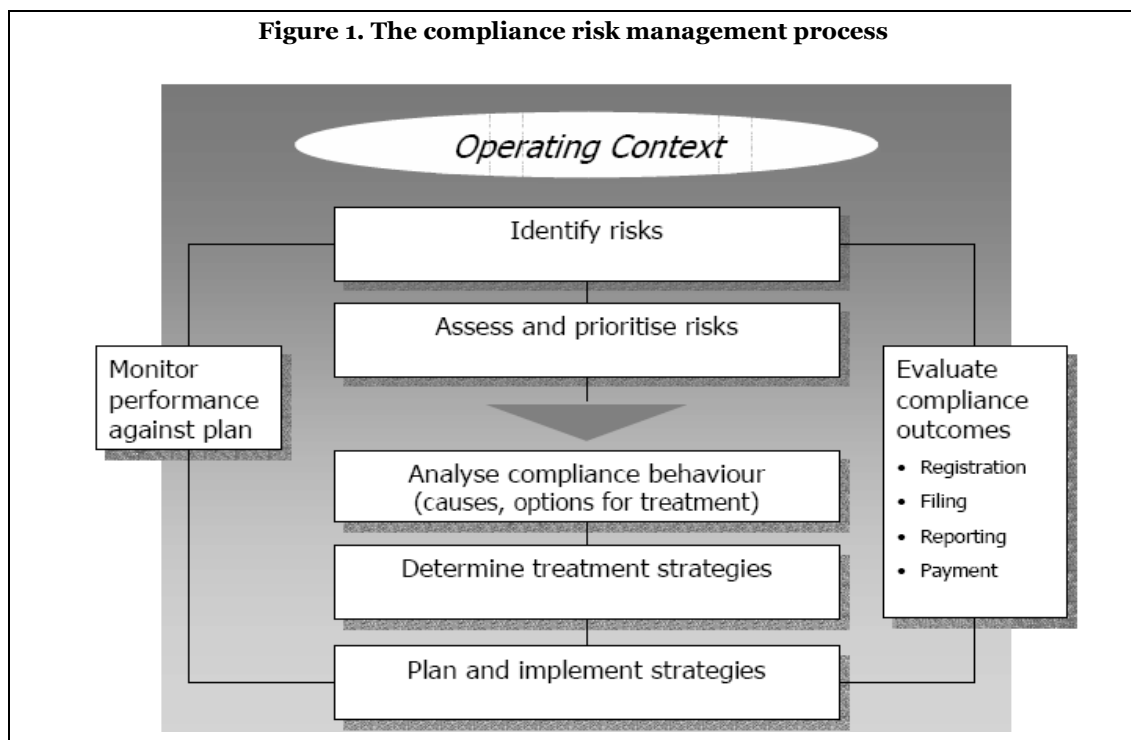 Figure 1. The compliance risk management process
Operating Context
Identify risks
Assess and prioritise risks
Monitor
performance
against plan
Evaluate
compliance
outcomes
• Registration
• Filing
• Reporting
• Payment
Analyse compliance behaviour
(causes, options for treatment)
Determine treatment strategies
Plan and implement strategies